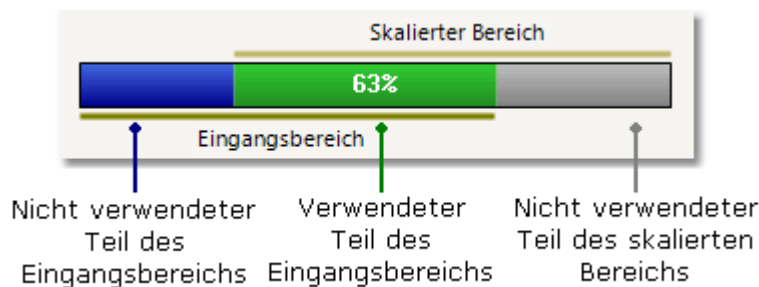 Skalierter Bereich
63%
Eingangsbereich
Nicht verwendeter
Teil des
Eingangsbereichs
Verwendeter
Teil des
Eingangsbereichs
Nicht verwendeter
Teil des skalierten
Bereichs